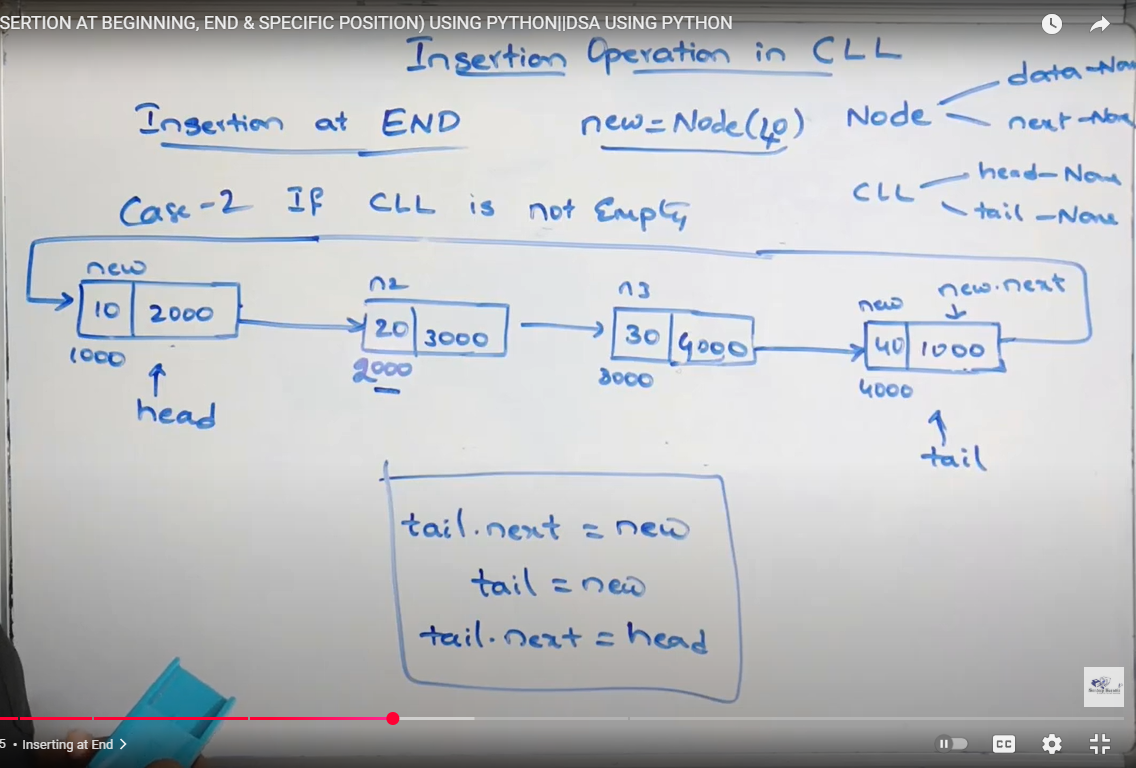 SERTION AT BEGINNING, END & SPECIFIC POSITION) USING PYTHON||DSA USING PYTHON
Insertion Operation in CLL
Insertion at END
new=Node(40)
Node
data-Non
next-Non
CLL
head-None
tail-None
Case-2 If CLL is not Empty
new
10 2000
1000
head
n2
20 3000
2000
n3
30 4000
3000
new
new.next
40 1000
4000
tail
tail.next = new
tail = new
tail.next = head
5 • Inserting at End >
CC